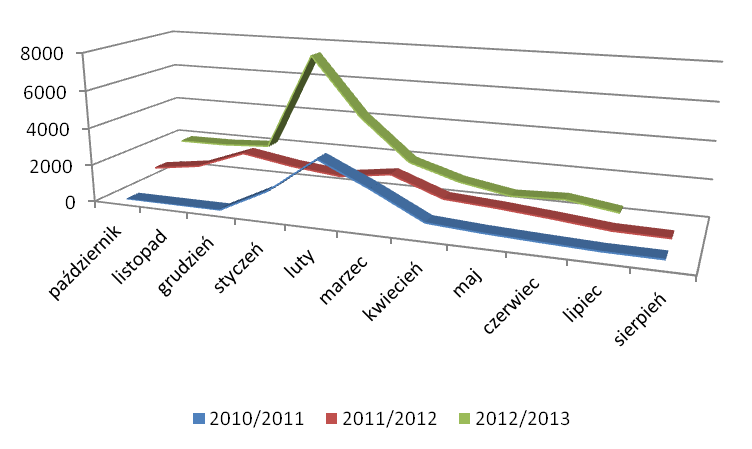 8000
6000
4000
2000
0
październik
listopad
grudzień
styczeń
luty
marzec
kwiecień
maj
czerwiec
lipiec
sierpień
2010/2011 2011/2012 2012/2013